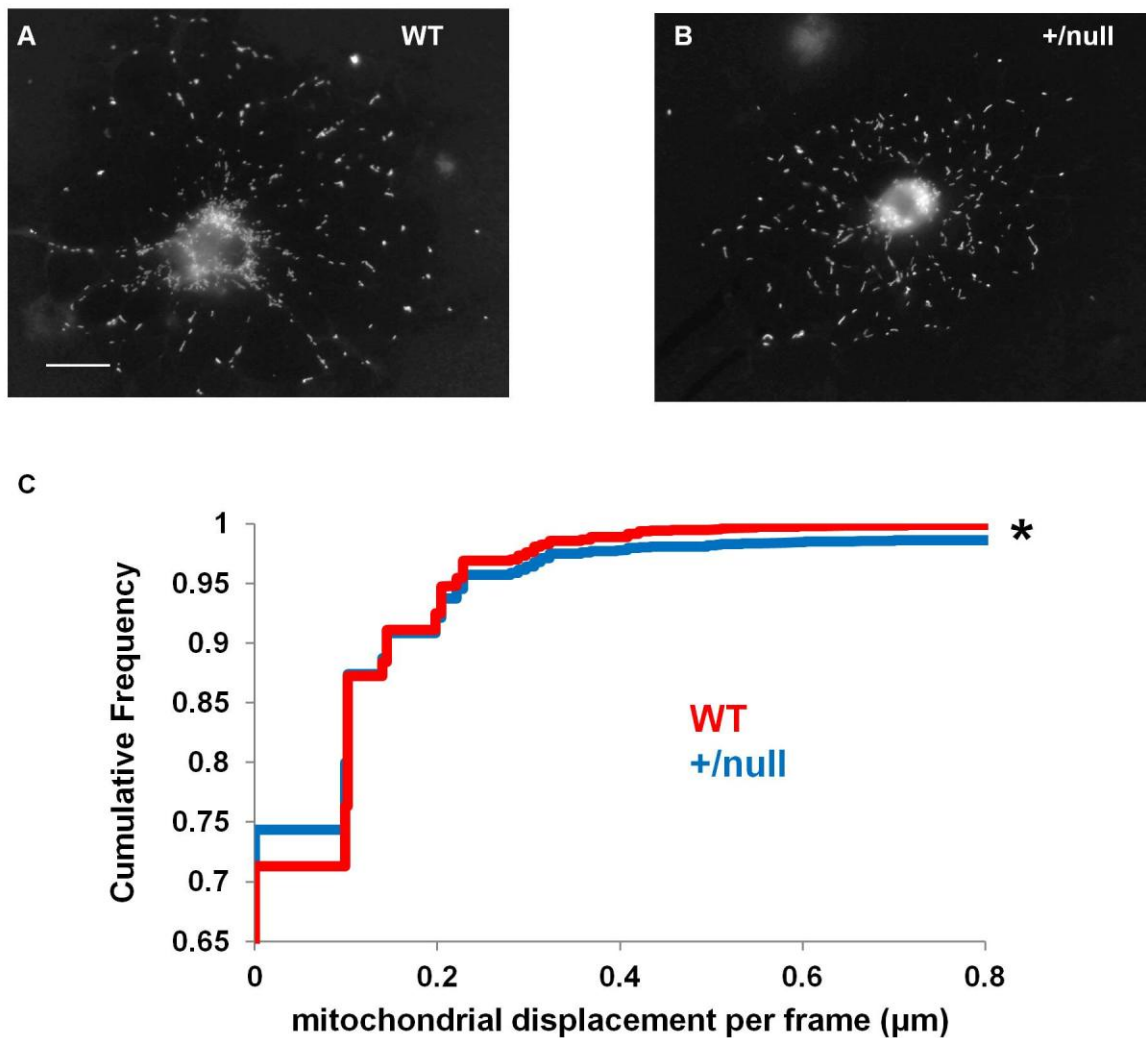 A WT
B +/null
C
1
0.95
0.9
0.85
0.8
0.75
0.7
0.65
Cumulative Frequency
*
WT
+/null
0 0.2 0.4 0.6 0.8
mitochondrial displacement per frame (µm)